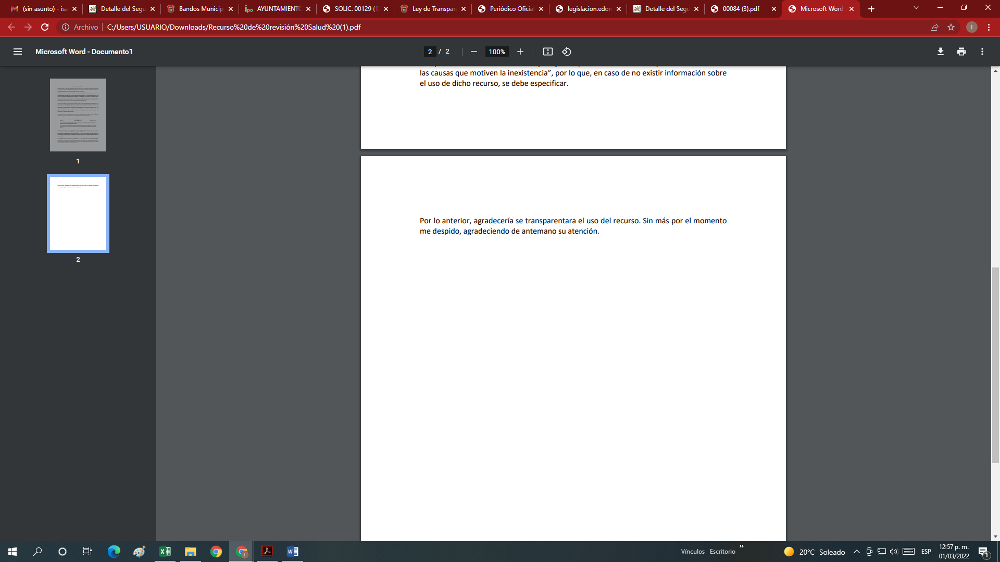 (sin asunto) - isa
Detalle del Segu
Bandos Municip
AYUNTAMIENTO
SOLIC. 00129 (1
Ley de Transpar
Periódico Oficia
legislacion.edon
Detalle del Segu
00084 (3).pdf
Microsoft Word
Archivo
C:/Users/USUARIO/Downloads/Recurso%20de%20revisión%20Salud%20(1).pdf
I
Microsoft Word - Documento1
2 / 2
100%
1
2
las causas que motiven la inexistencia”, por lo que, en caso de no existir información sobre
el uso de dicho recurso, se debe especificar.
Por lo anterior, agradecería se transparentara el uso del recurso. Sin más por el momento
me despido, agradeciendo de antemano su atención.
Vínculos Escritorio
20°C Soleado
ESP
12:57 p. m.
01/03/2022
1